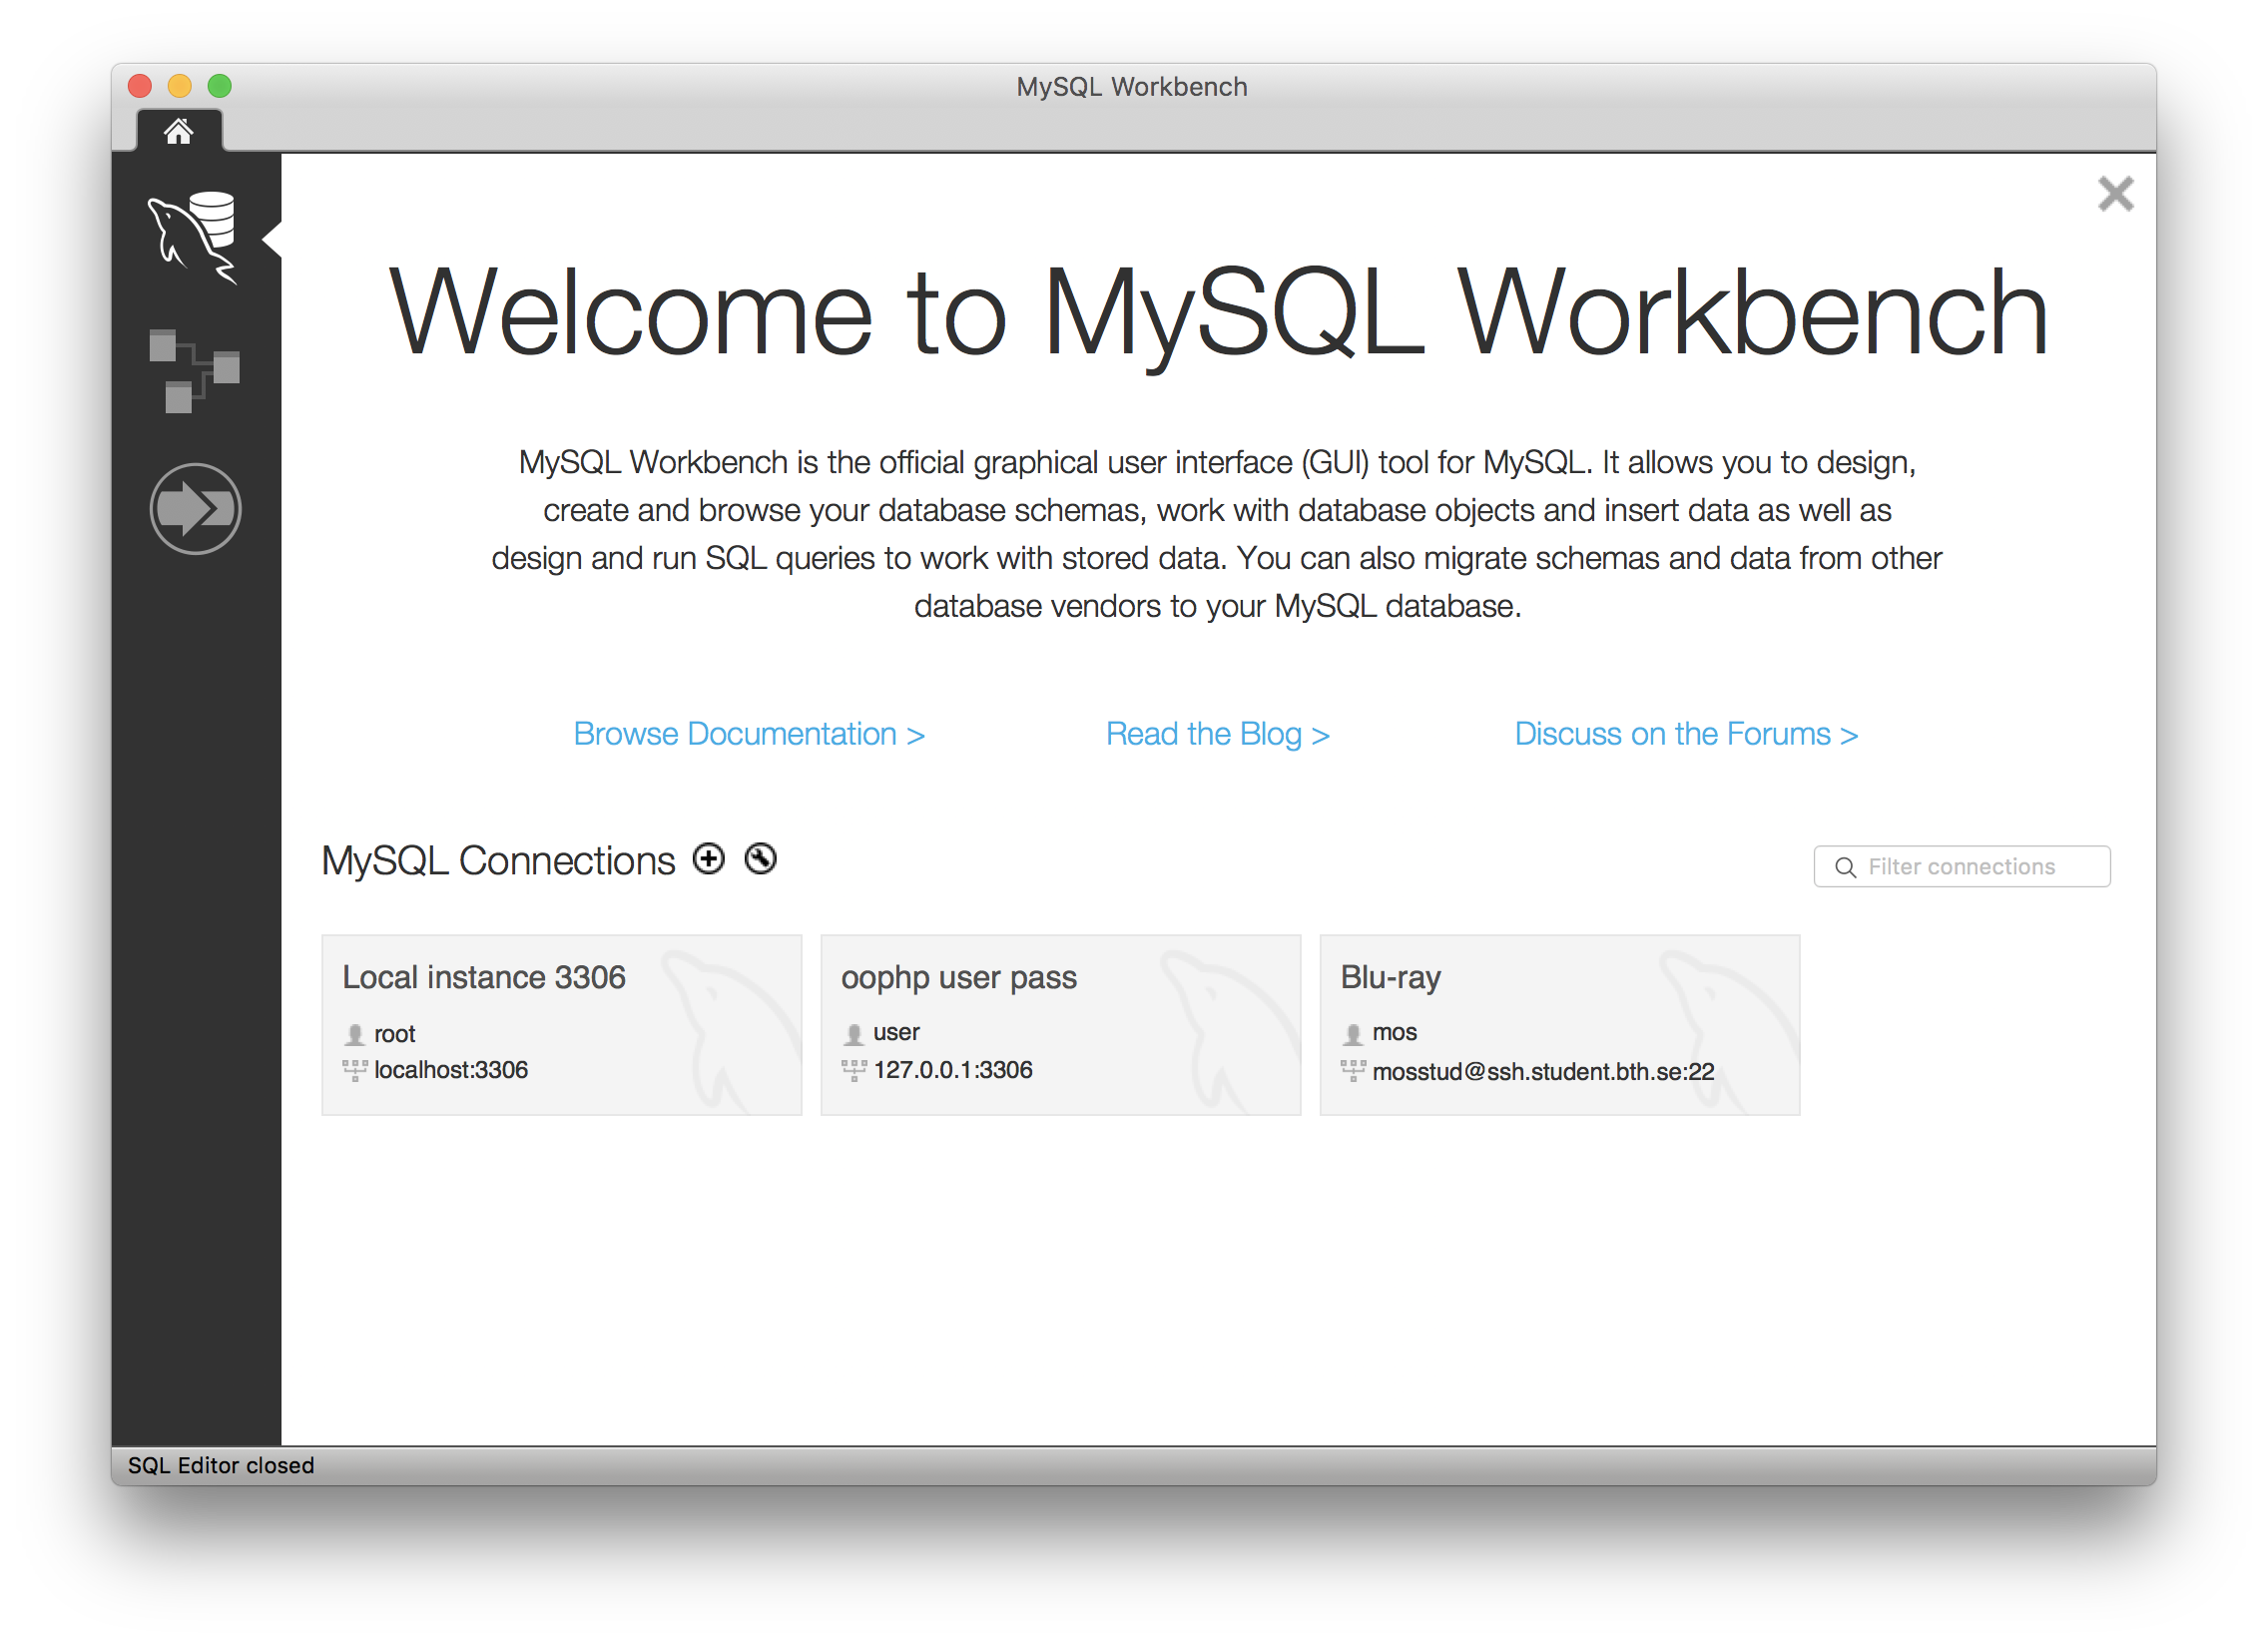 MySQL Workbench
Welcome to MySQL Workbench
MySQL Workbench is the official graphical user interface (GUI) tool for MySQL. It allows you to design,
create and browse your database schemas, work with database objects and insert data as well as
design and run SQL queries to work with stored data. You can also migrate schemas and data from other
database vendors to your MySQL database.
Browse Documentation >
Read the Blog >
Discuss on the Forums >
MySQL Connections
Filter connections
Local instance 3306
root
localhost:3306
oophp user pass
user
127.0.0.1:3306
Blu-ray
mos
mosstud@ssh.student.bth.se:22
SQL Editor closed